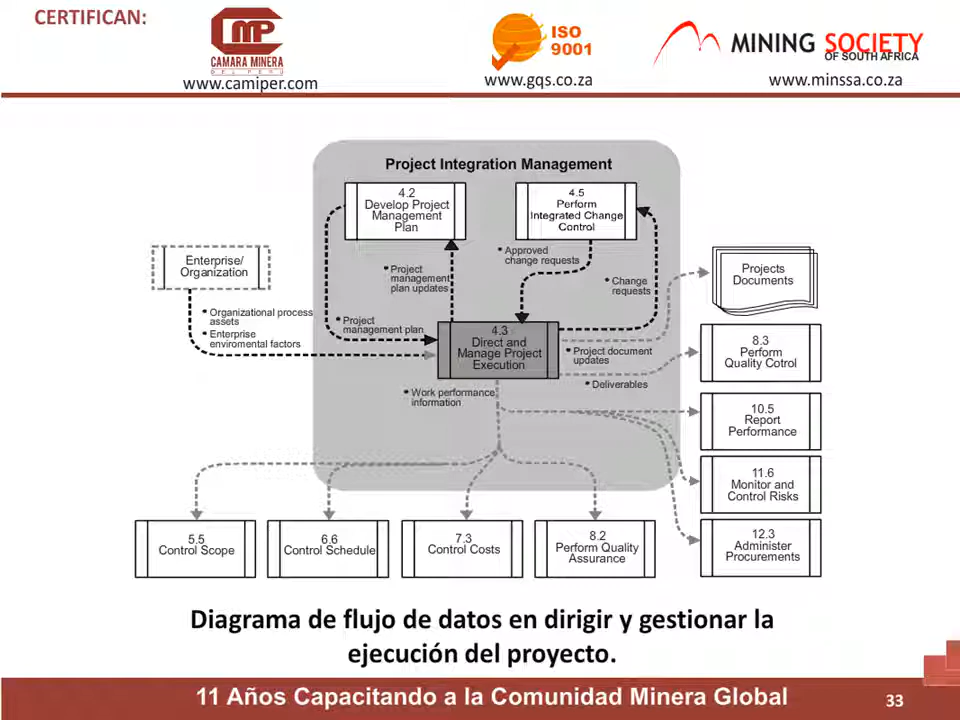 CERTIFICAN:
CMP
CAMARA MINERA
DEL PERU
www.camiper.com
ISO
9001
www.gqs.co.za
MINING SOCIETY
OF SOUTH AFRICA
www.minssa.co.za
Project Integration Management
4.2
Develop Project
Management
Plan
4.5
Perform
Integrated Change
Control
Enterprise/
Organization
• Approved
change requests
• Project
management
plan updates
• Change
requests
Projects
Documents
• Organizational process
assets
• Enterprise
enviromental factors
• Project
management plan
4.3
Direct and
Manage Project
Execution
• Project document
updates
• Deliverables
• Work performance
information
8.3
Perform
Quality Cotrol
10.5
Report
Performance
11.6
Monitor and
Control Risks
12.3
Administer
Procurements
5.5
Control Scope
6.6
Control Schedule
7.3
Control Costs
8.2
Perform Quality
Assurance
Diagrama de flujo de datos en dirigir y gestionar la
ejecución del proyecto.
11 Años Capacitando a la Comunidad Minera Global
33